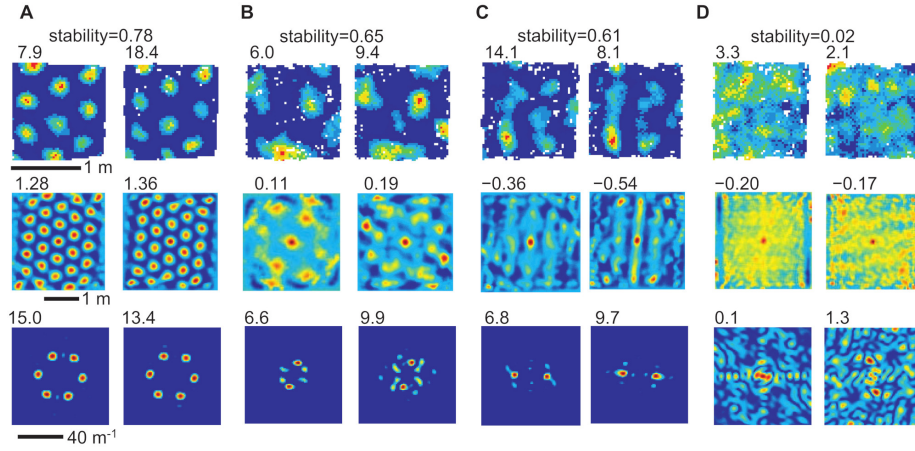 A B C D
stability=0.78 stability=0.65 stability=0.61 stability=0.02
7.9 18.4 6.0 9.4 14.1 8.1 3.3 2.1
1 m
1.28 1.36 0.11 0.19 −0.36 −0.54 −0.20 −0.17
1 m
15.0 13.4 6.6 9.9 6.8 9.7 0.1 1.3
40 m⁻¹